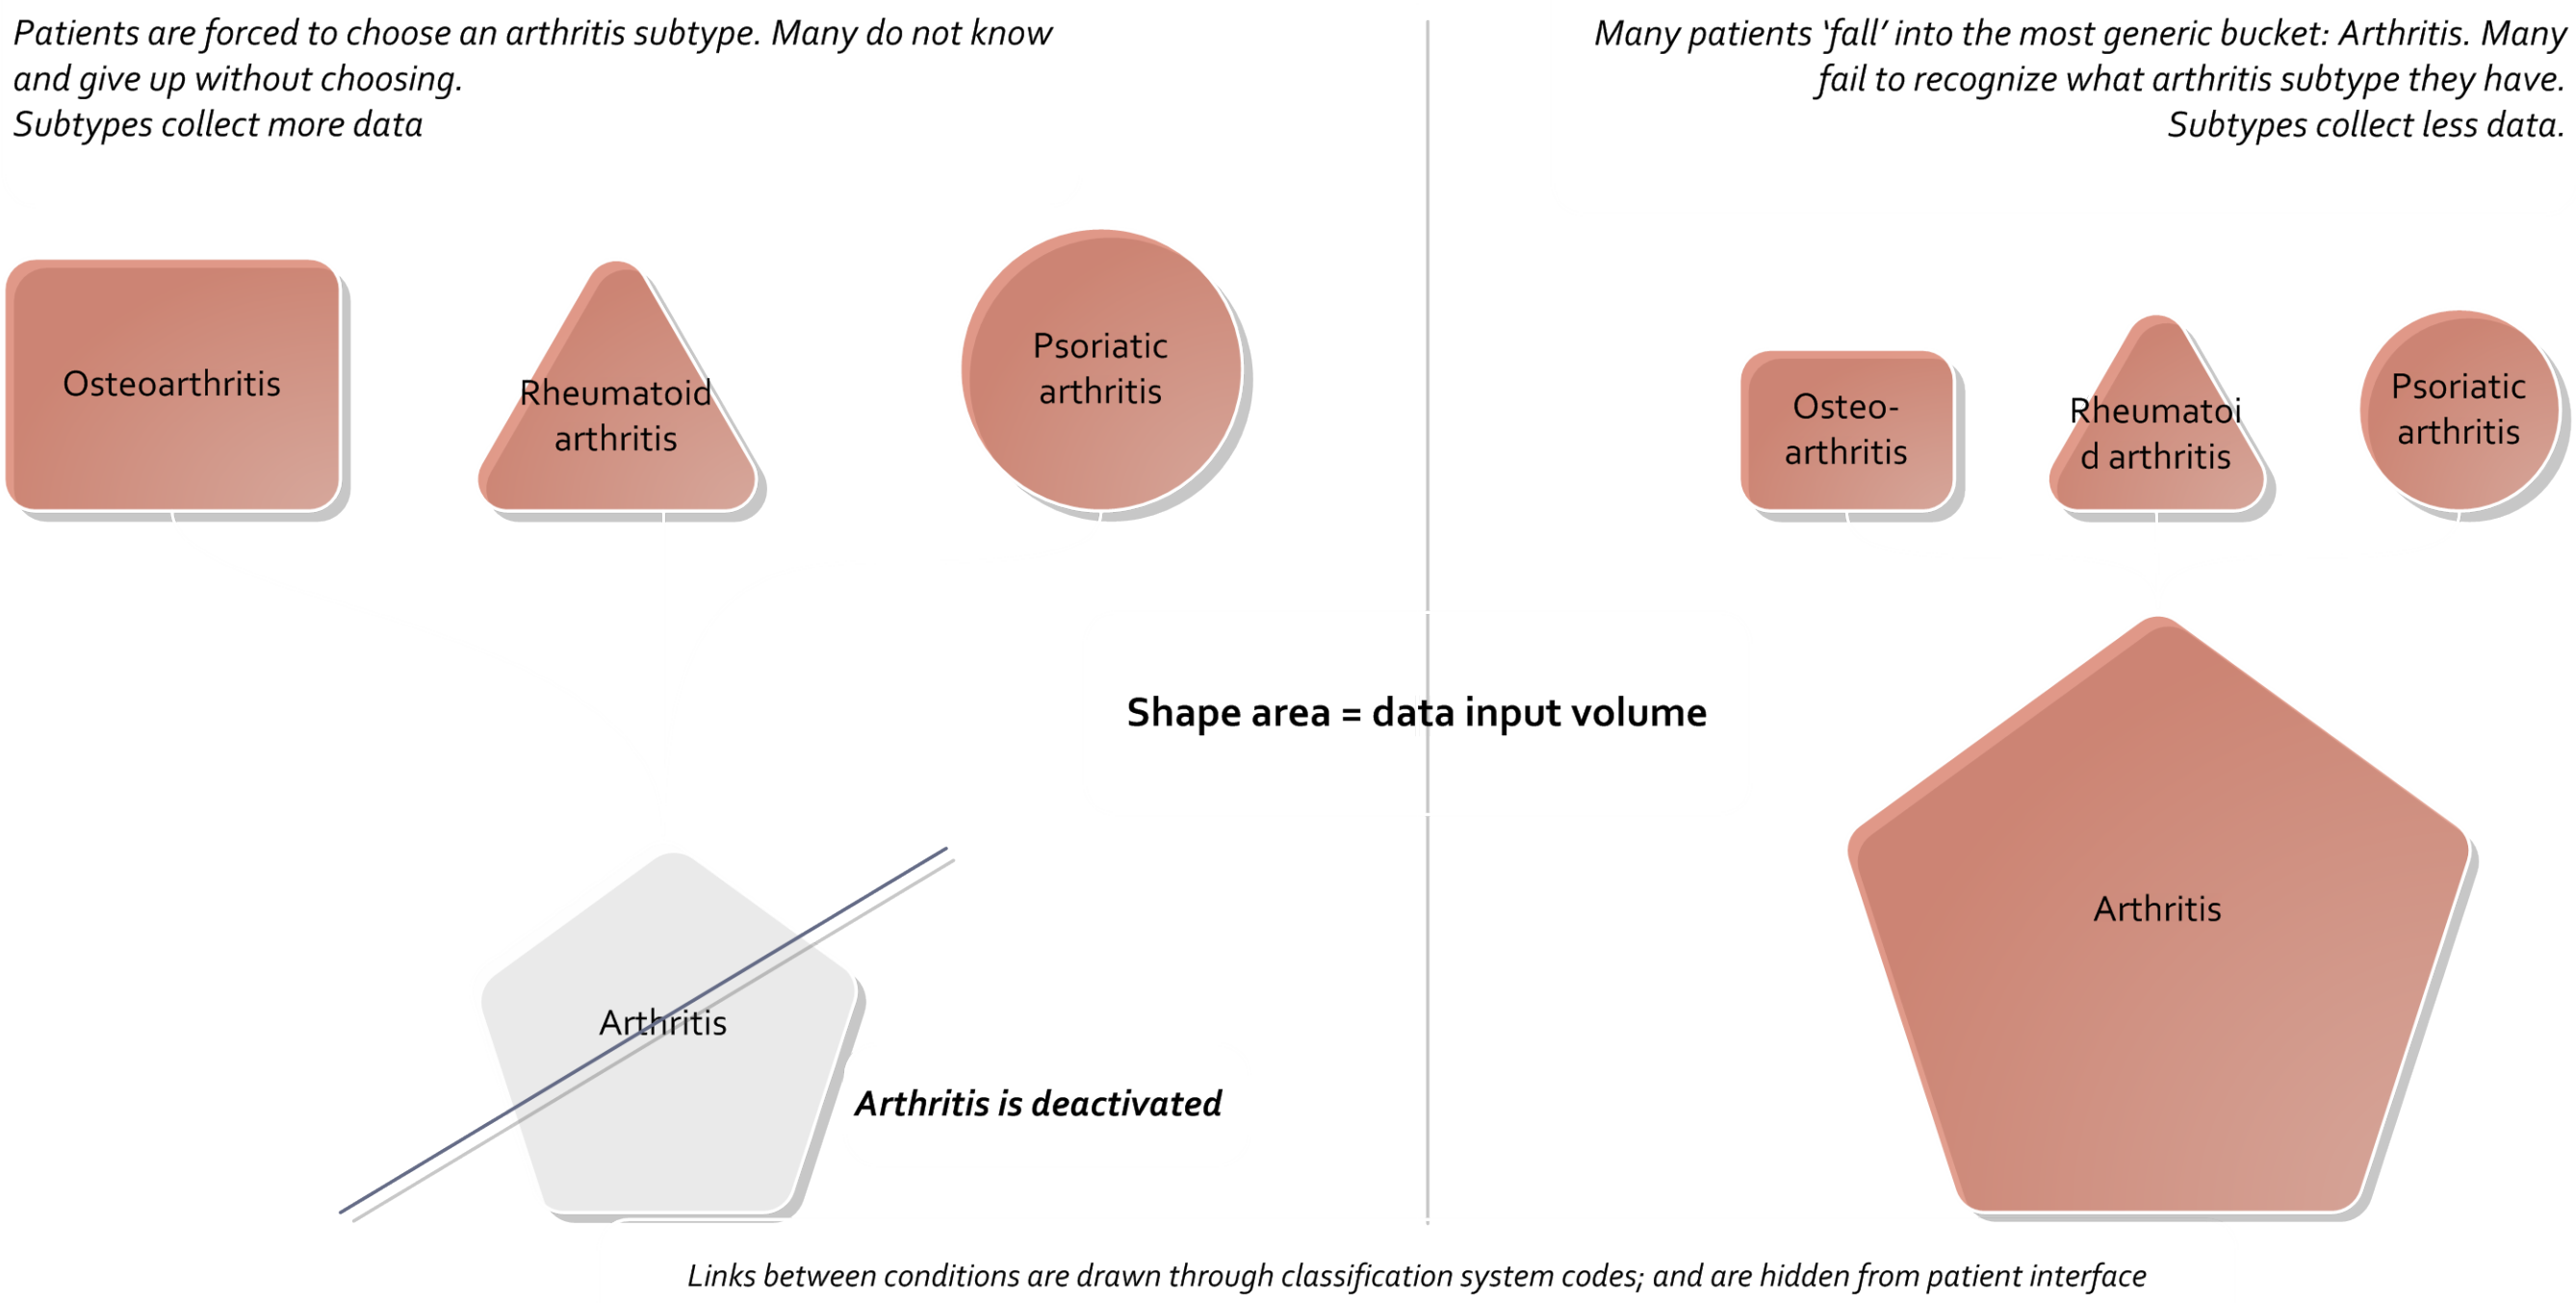 Patients are forced to choose an arthritis subtype. Many do not know
and give up without choosing.
Subtypes collect more data
Many patients ‘fall’ into the most generic bucket: Arthritis. Many
fail to recognize what arthritis subtype they have.
Subtypes collect less data.
Osteoarthritis
Rheumatoid
arthritis
Psoriatic
arthritis
Osteo-
arthritis
Rheumatoi
d arthritis
Psoriatic
arthritis
Shape area = data input volume
Arthritis
Arthritis is deactivated
Arthritis
Links between conditions are drawn through classification system codes; and are hidden from patient interface